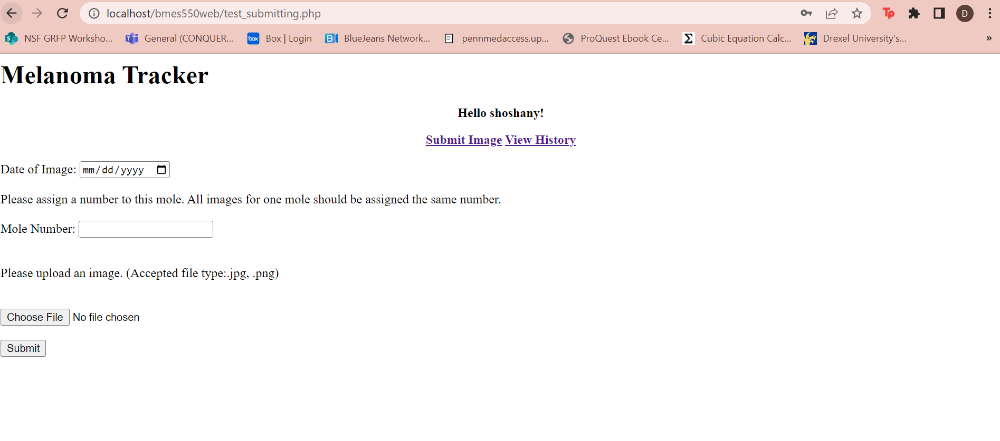 localhost/bmes550web/test_submitting.php
Tp
D
S NSF GRFP Worksho... General (CONQUER... box Box | Login BlueJeans Network... pennmedaccess.up... ProQuest Ebook Ce... Σ Cubic Equation Calc... Drexel University's... »
Melanoma Tracker
Hello shoshany!
Submit Image View History
Date of Image: mm/dd/yyyy
Please assign a number to this mole. All images for one mole should be assigned the same number.
Mole Number:
Please upload an image. (Accepted file type:.jpg, .png)
Choose File No file chosen
Submit